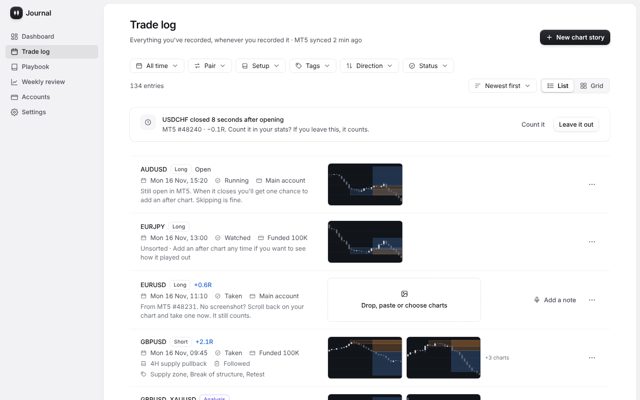 Journal
Dashboard
Trade log
Playbook
Weekly review
Accounts
Settings
Trade log
Everything you've recorded, whenever you recorded it · MT5 synced 2 min ago
New chart story
All time
Pair
Setup
Tags
Direction
Status
134 entries
Newest first
List
Grid
USDCHF closed 8 seconds after opening
MT5 #48240 · −0.1R. Count it in your stats? If you leave this, it counts.
Count it
Leave it out
AUDUSD Long Open
Mon 16 Nov, 15:20 Running Main account
Still open in MT5. When it closes you'll get one chance to
add an after chart. Skipping is fine.
EURJPY Long
Mon 16 Nov, 13:00 Watched Funded 100K
Unsorted · Add an after chart any time if you want to see
how it played out
EURUSD Long +0.6R
Mon 16 Nov, 11:10 Taken Main account
From MT5 #48231. No screenshot? Scroll back on your
chart and take one now. It still counts.
Drop, paste or choose charts
Add a note
GBPUSD Short +2.1R
Mon 16 Nov, 09:45 Taken Funded 100K
4H supply pullback Followed
Supply zone, Break of structure, Retest
+3 charts
GBPUSD, XAUUSD Analysis